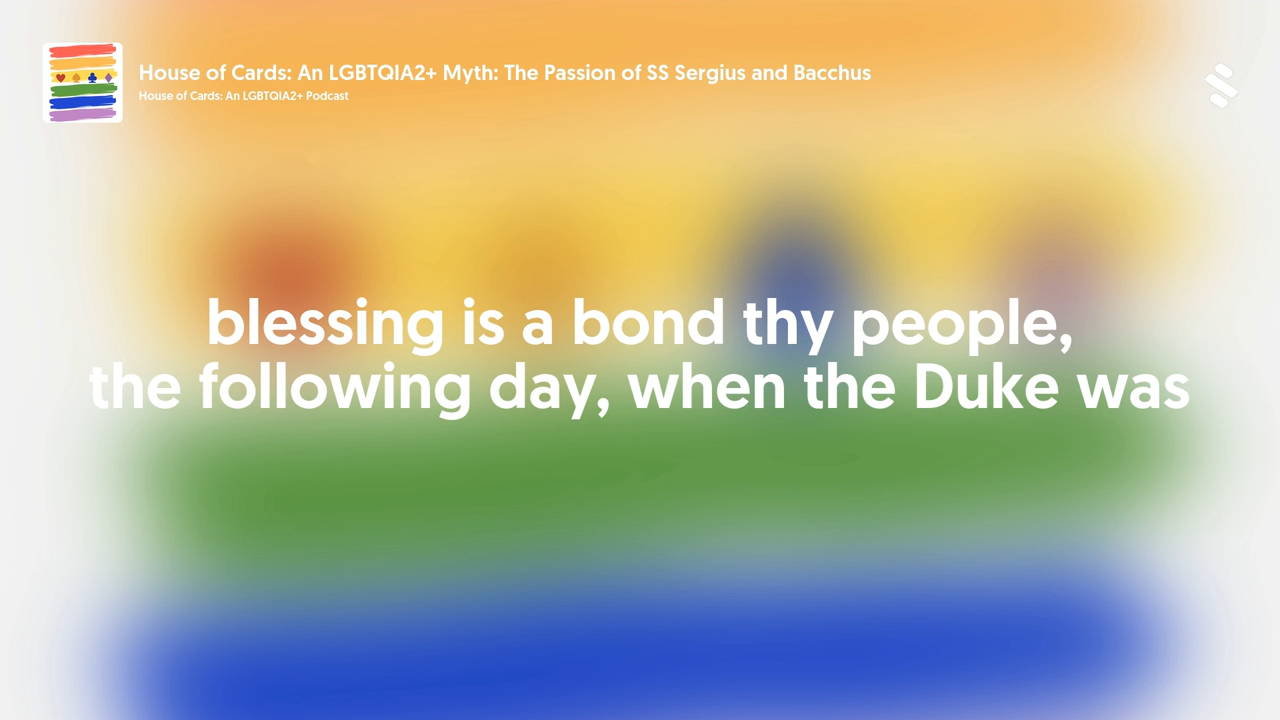 House of Cards: An LGBTQIA2+ Myth: The Passion of SS Sergius and Bacchus
House of Cards: An LGBTQIA2+ Podcast
blessing is a bond thy people,
the following day, when the Duke was